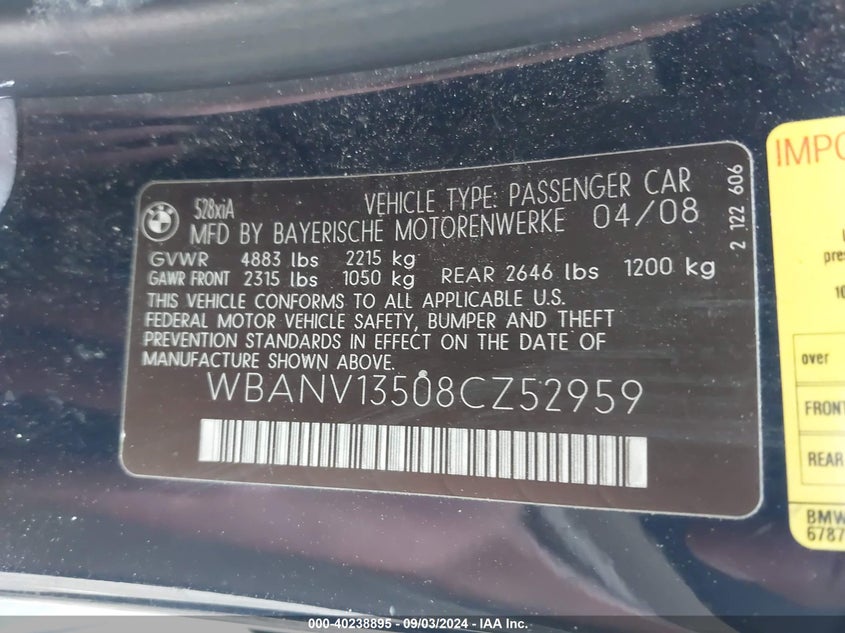 BMW
528xiA
VEHICLE TYPE: PASSENGER CAR
MFD BY BAYERISCHE MOTORENWERKE 04/08
GVWR 4883 lbs 2215 kg
GAWR FRONT 2315 lbs 1050 kg REAR 2646 lbs 1200 kg
THIS VEHICLE CONFORMS TO ALL APPLICABLE U.S.
FEDERAL MOTOR VEHICLE SAFETY, BUMPER AND THEFT
PREVENTION STANDARDS IN EFFECT ON THE DATE OF
MANUFACTURE SHOWN ABOVE.
WBANV13508CZ52959
2 122 606
IMPO
pres
10
over
FRONT
REAR
BMW
6787
000-40238895 - 09/03/2024 - IAA Inc.